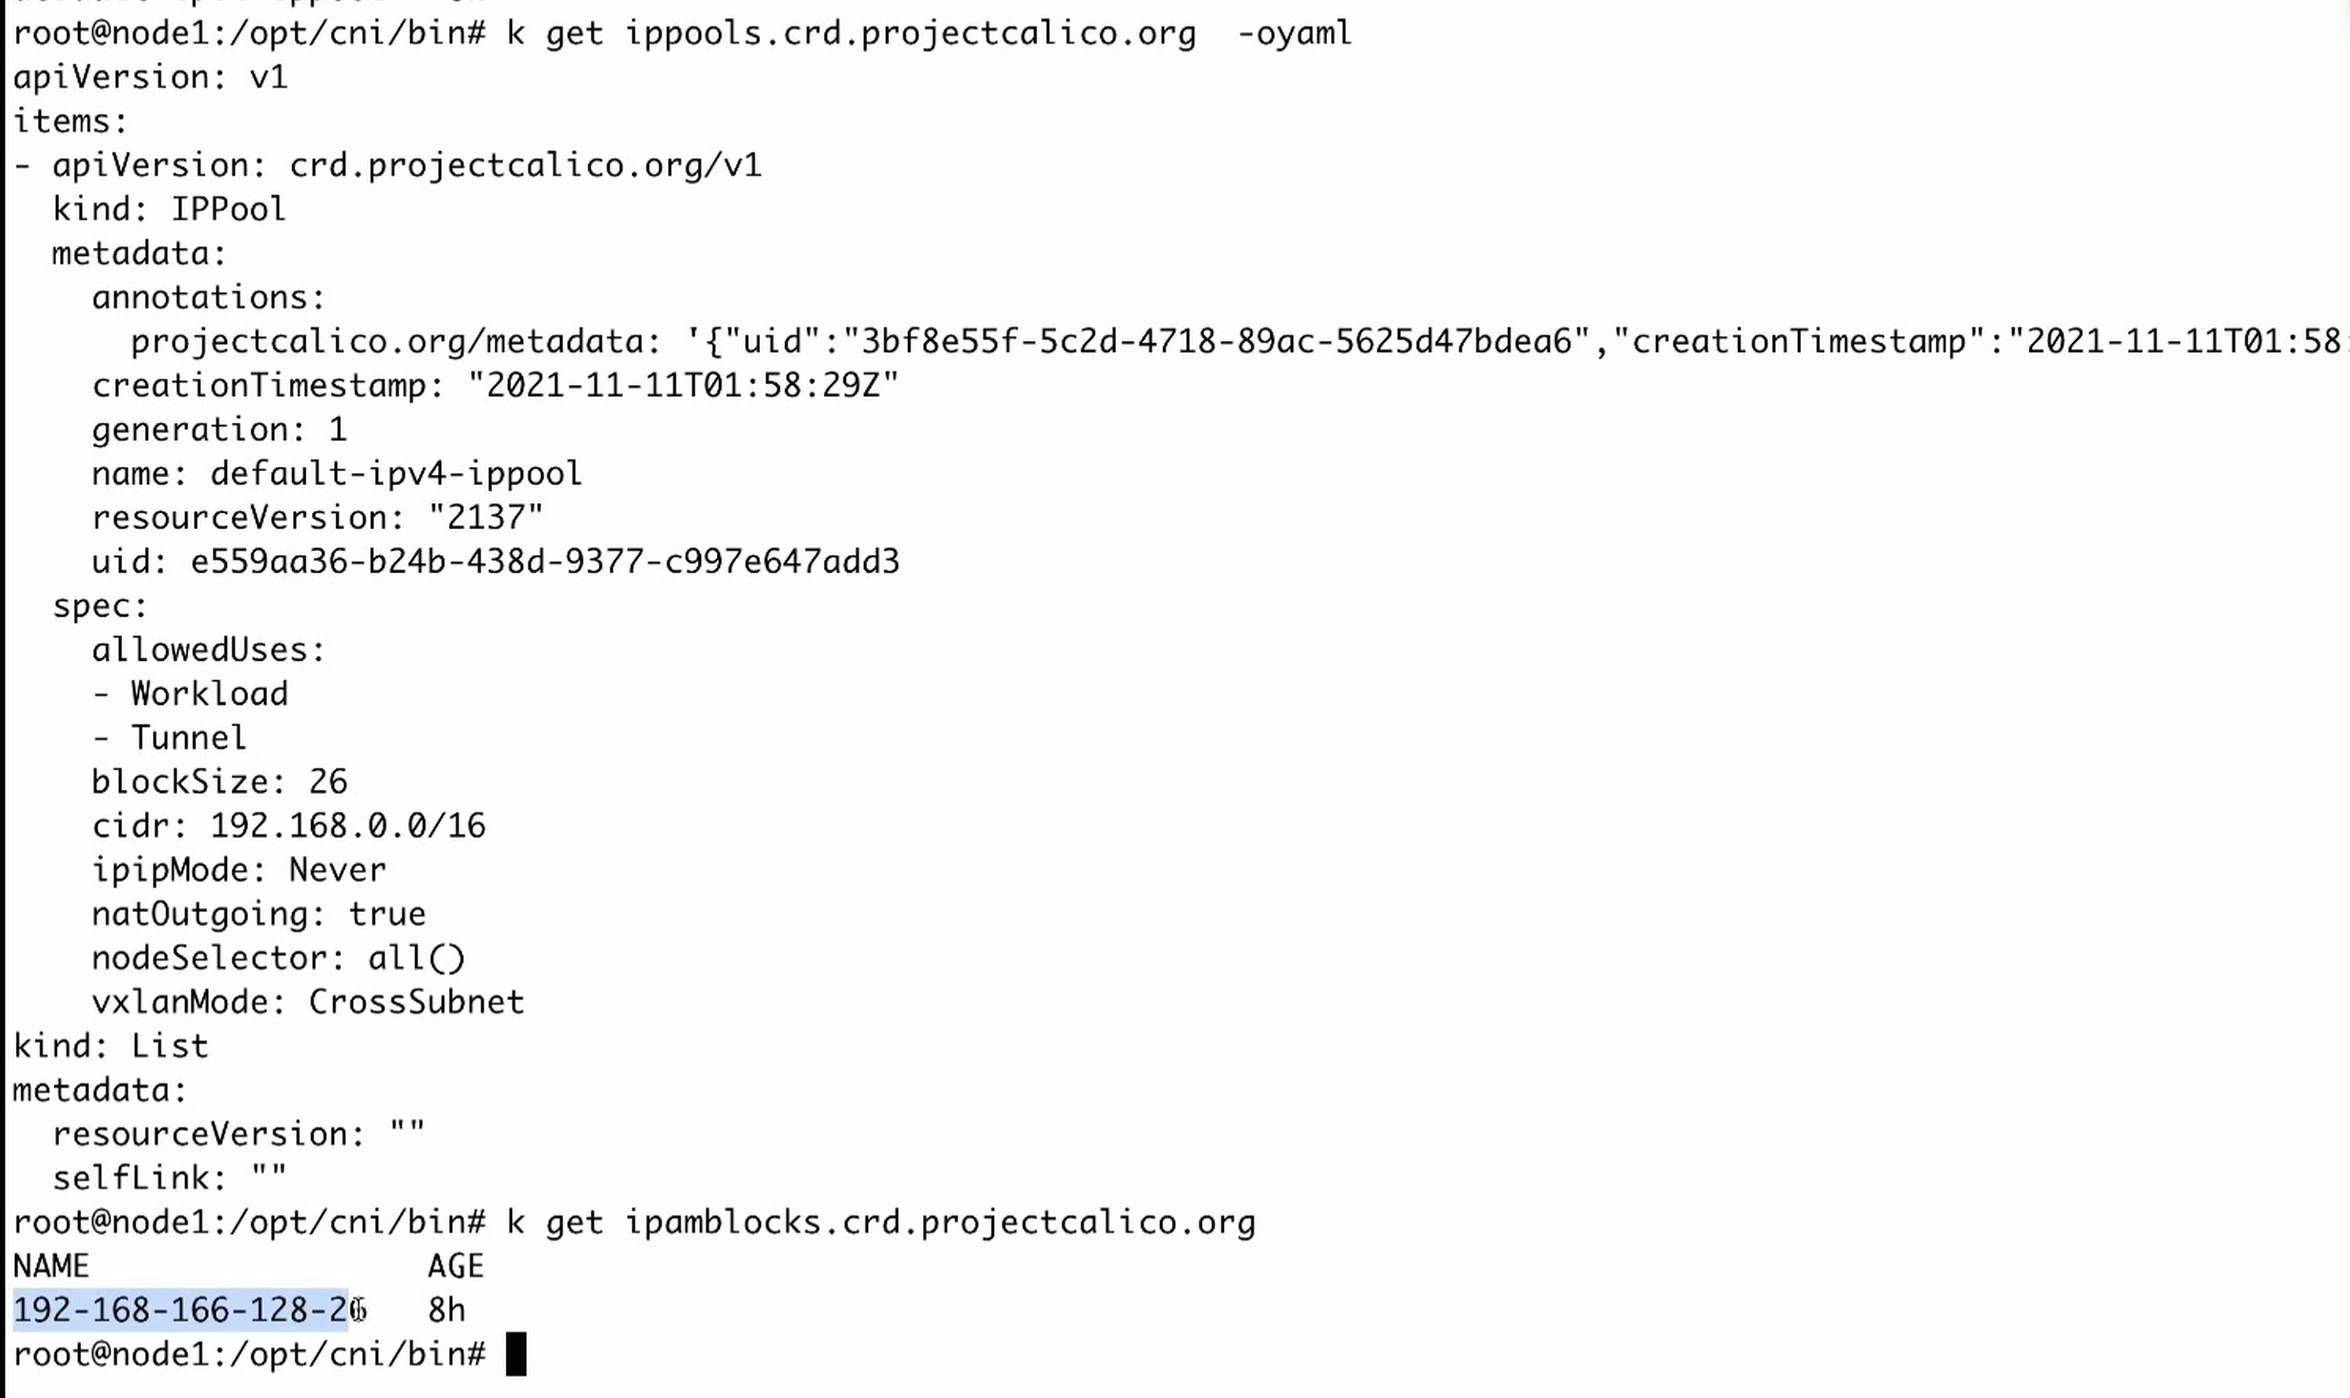 root@node1:/opt/cni/bin# k get ippools.crd.projectcalico.org  -oyaml
apiVersion: v1
items:
- apiVersion: crd.projectcalico.org/v1
  kind: IPPool
  metadata:
    annotations:
      projectcalico.org/metadata: '{"uid":"3bf8e55f-5c2d-4718-89ac-5625d47bdea6","creationTimestamp":"2021-11-11T01:58:
    creationTimestamp: "2021-11-11T01:58:29Z"
    generation: 1
    name: default-ipv4-ippool
    resourceVersion: "2137"
    uid: e559aa36-b24b-438d-9377-c997e647add3
  spec:
    allowedUses:
    - Workload
    - Tunnel
    blockSize: 26
    cidr: 192.168.0.0/16
    ipipMode: Never
    natOutgoing: true
    nodeSelector: all()
    vxlanMode: CrossSubnet
kind: List
metadata:
  resourceVersion: ""
  selfLink: ""
root@node1:/opt/cni/bin# k get ipamblocks.crd.projectcalico.org
NAME                 AGE
192-168-166-128-26   8h
root@node1:/opt/cni/bin#